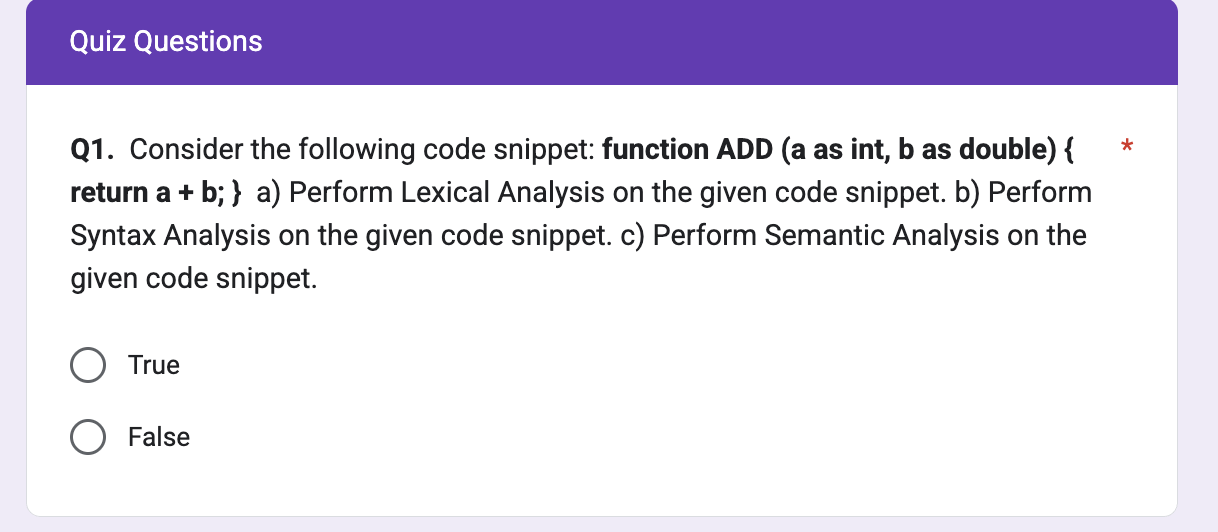 Quiz Questions
Q1. Consider the following code snippet: function ADD (a as int, b as double) { *
return a + b; } a) Perform Lexical Analysis on the given code snippet. b) Perform
Syntax Analysis on the given code snippet. c) Perform Semantic Analysis on the
given code snippet.
True
False